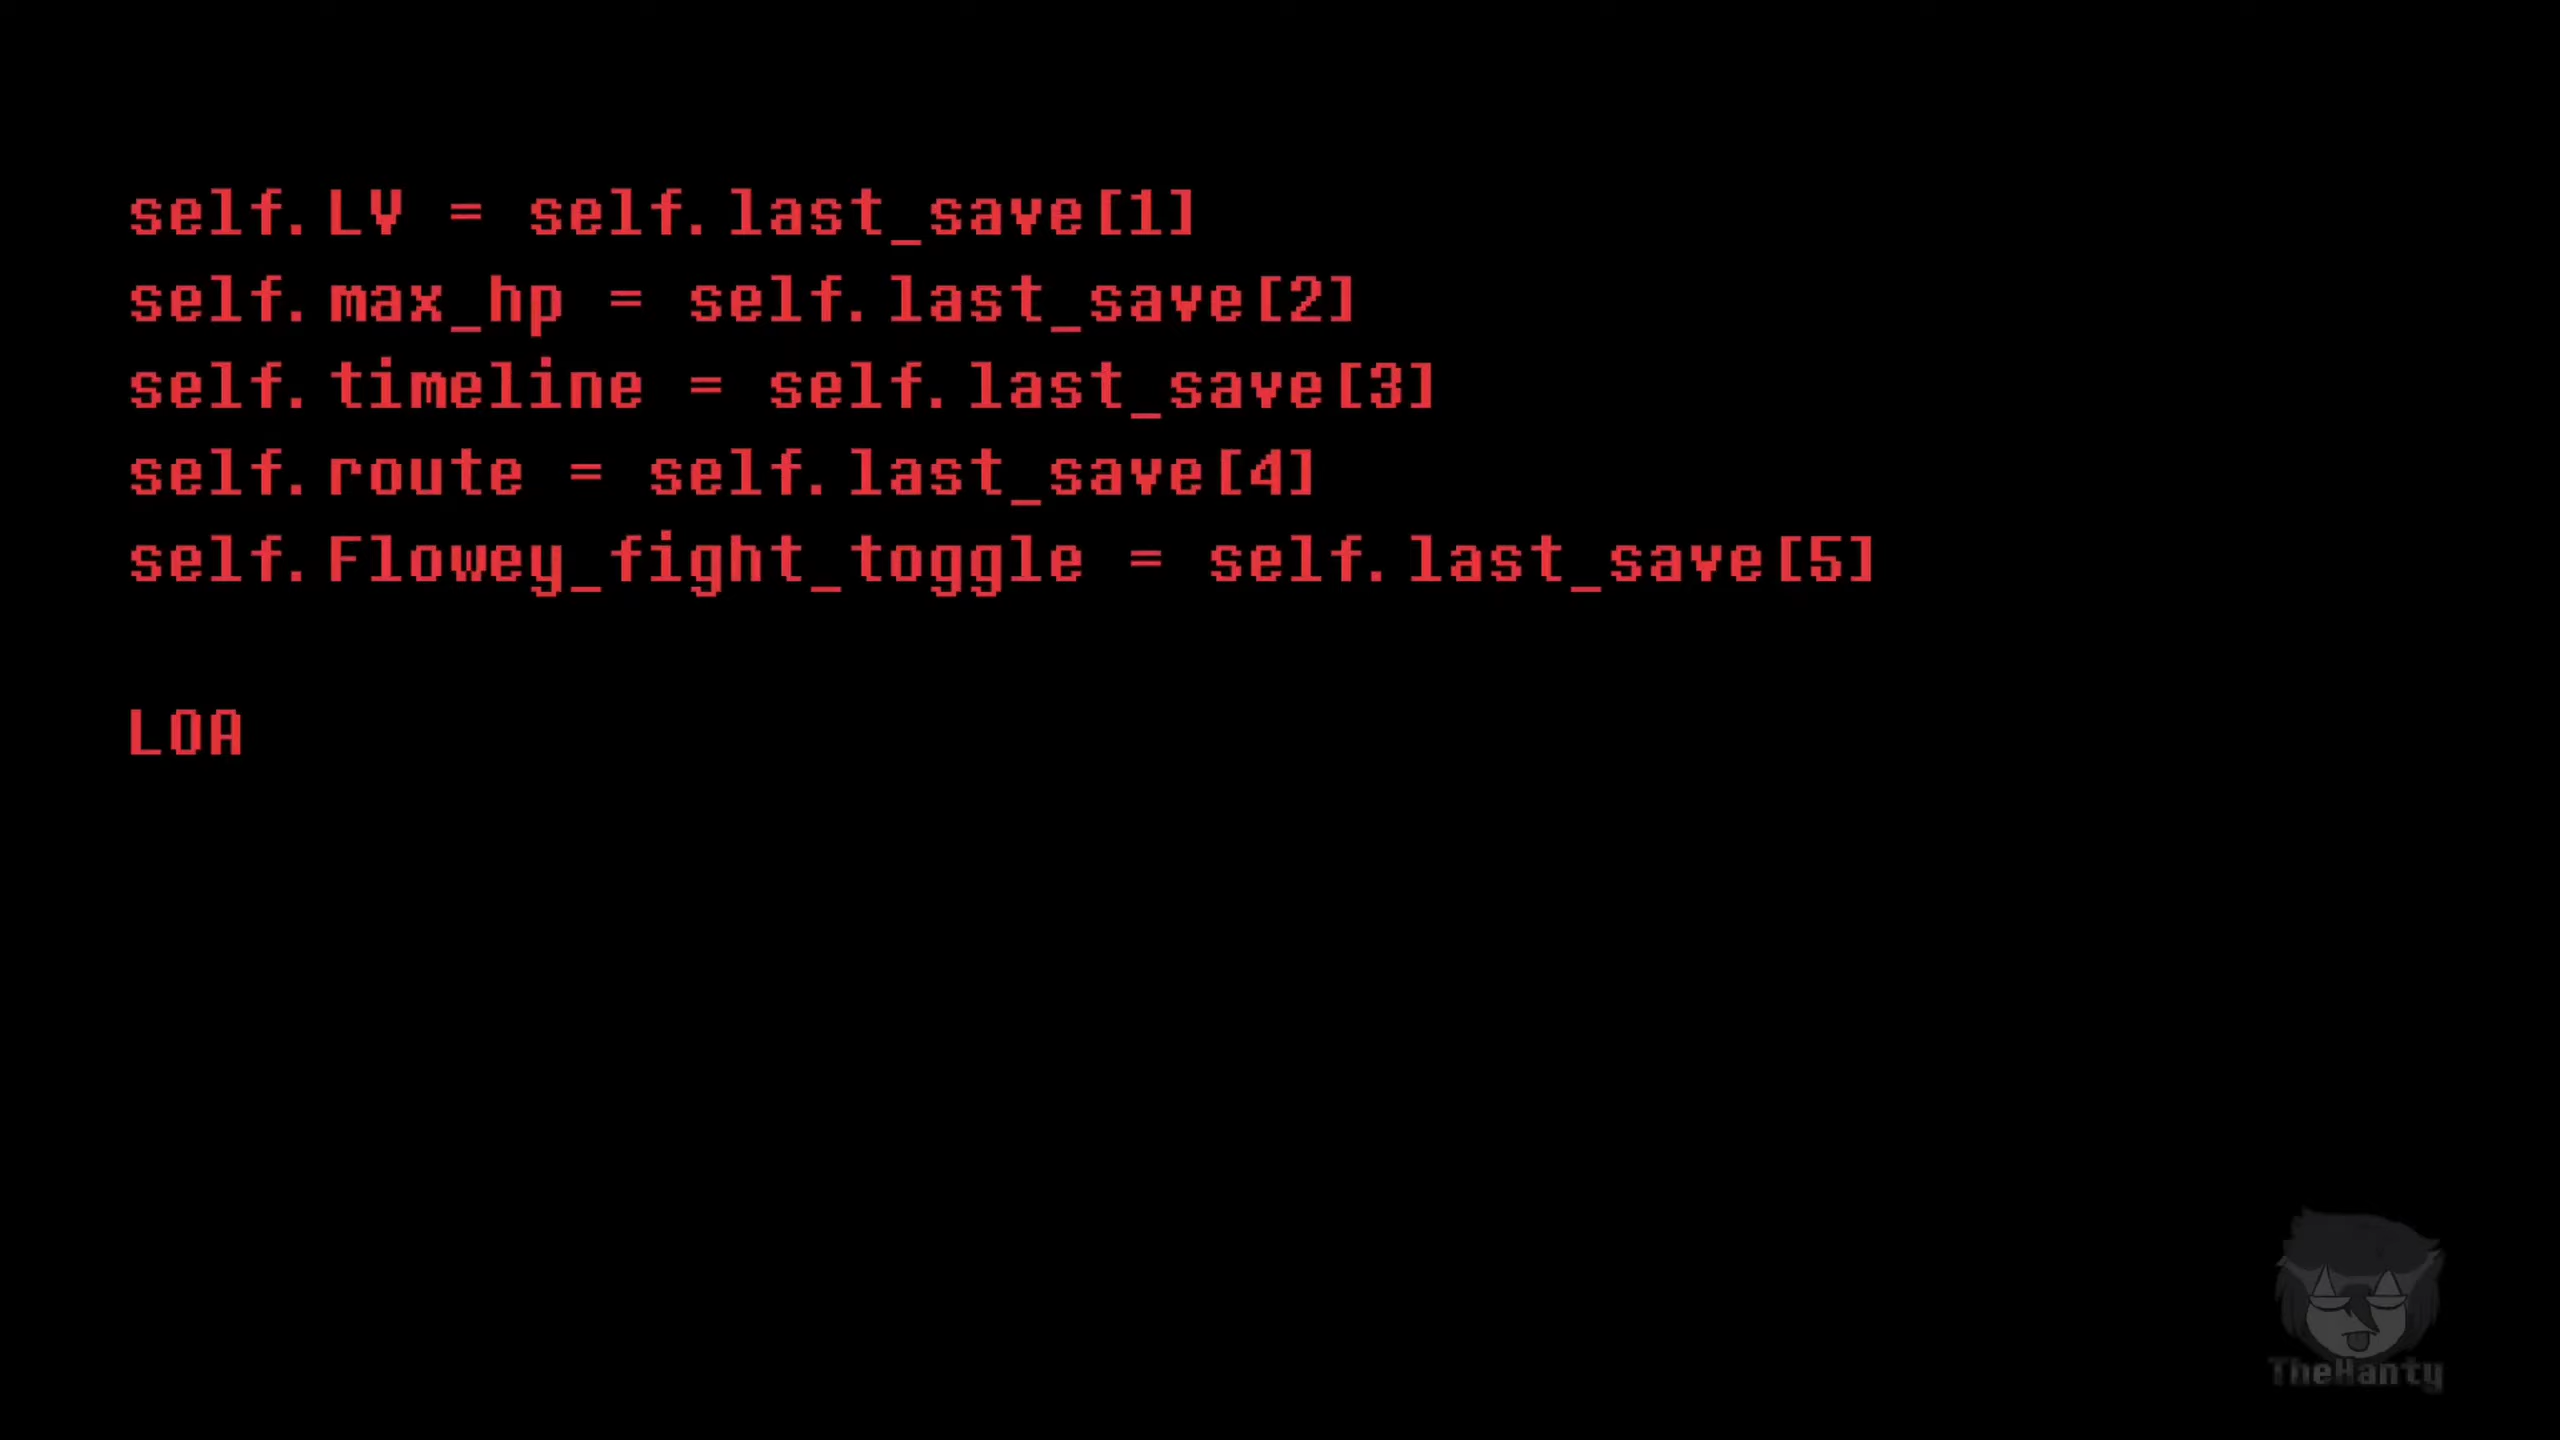 self.LV = self.last_save[1]
self.max_hp = self.last_save[2]
self.timeline = self.last_save[3]
self.route = self.last_save[4]
self.Flowey_fight_toggle = self.last_save[5]
LOA
TheHanty